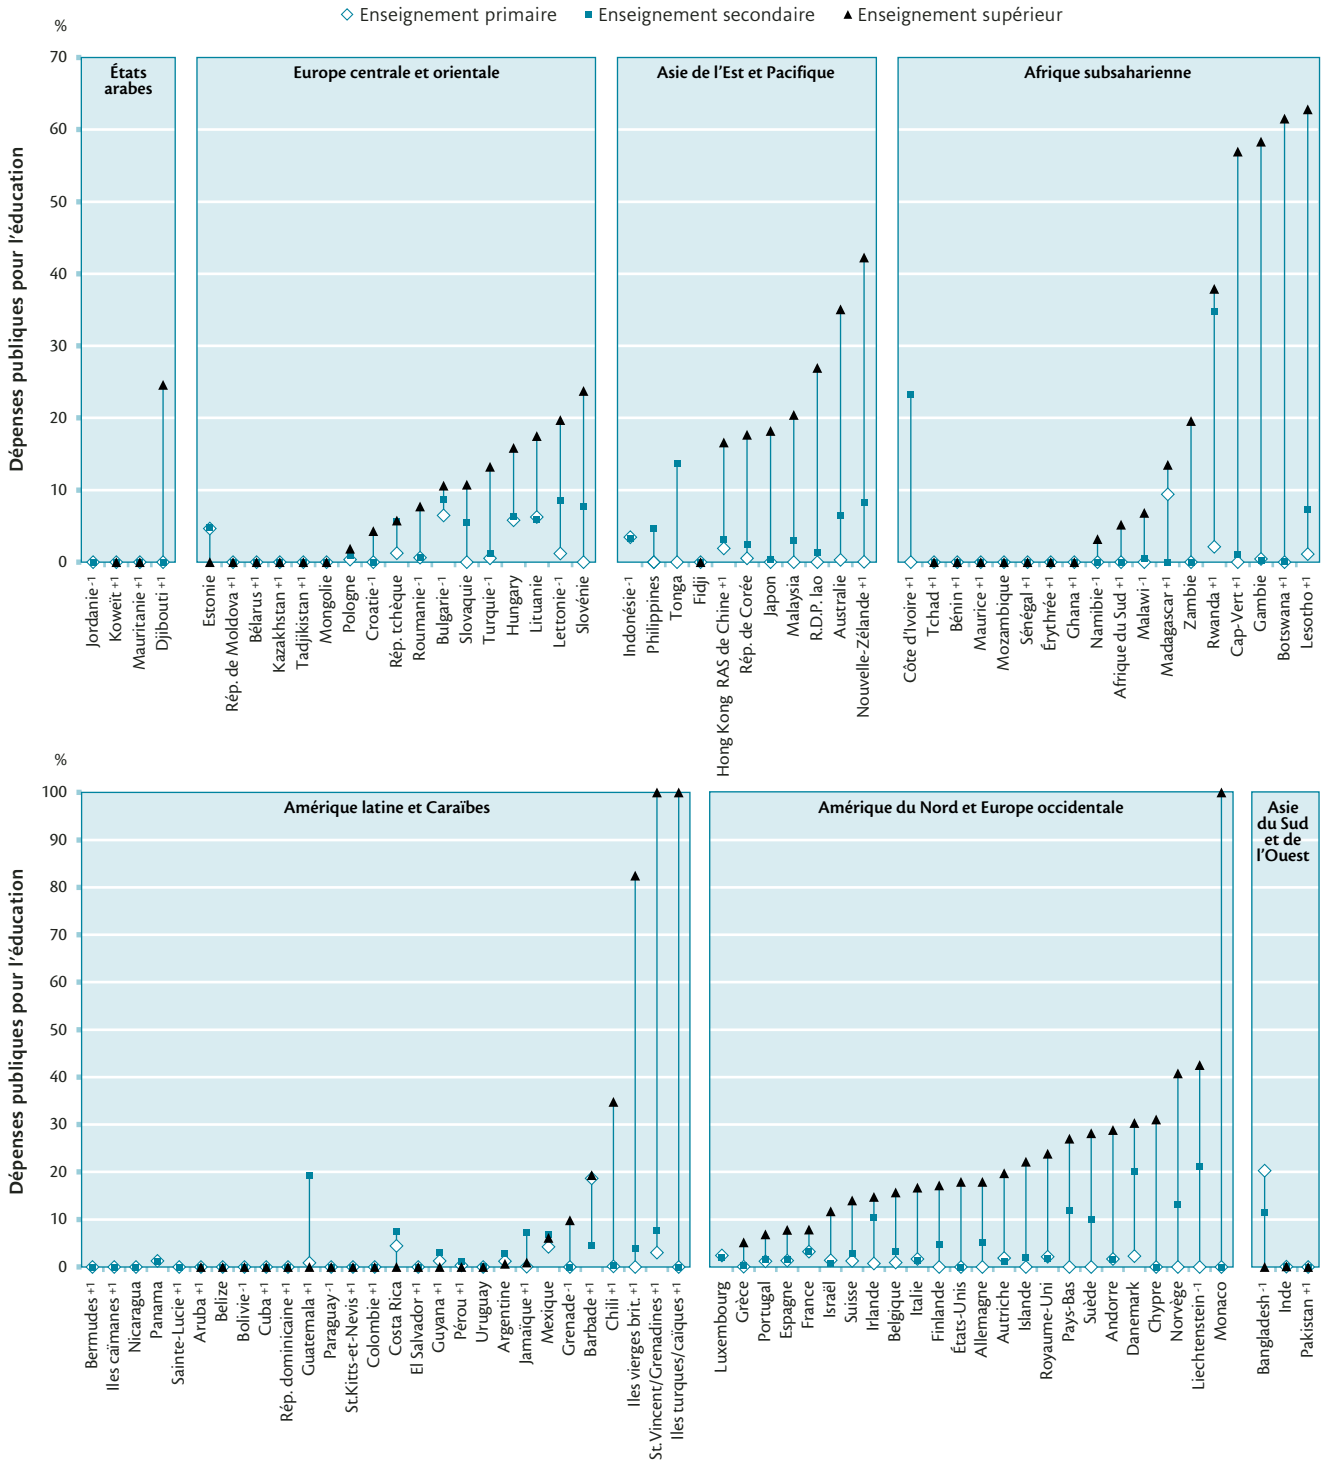 Enseignement primaire Enseignement secondaire Enseignement supérieur
%
Dépenses publiques pour l'éducation
70
60
50
40
30
20
10
0
États
arabes
Europe centrale et orientale
Asie de l'Est et Pacifique
Afrique subsaharienne
Jordanie -1
Koweït +1
Mauritanie +1
Djibouti +1
Estonie
Rép. de Moldova +1
Bélarus +1
Kazakhstan +1
Tadjikistan +1
Mongolie
Pologne
Croatie -1
Rép. tchèque
Roumanie -1
Bulgarie -1
Slovaquie
Turquie -1
Hungary
Lituanie
Lettonie -1
Slovénie
Indonésie -1
Philippines
Tonga
Fidji
Hong Kong RAS de Chine +1
Rép. de Corée
Japon
Malaysia
R.D.P. lao
Australie
Nouvelle-Zélande +1
Côte d'Ivoire +1
Tchad +1
Bénin +1
Maurice +1
Mozambique
Sénégal +1
Érythrée +1
Ghana +1
Namibie -1
Afrique du Sud +1
Malawi -1
Madagascar +1
Zambie
Rwanda +1
Cap-Vert +1
Gambie
Botswana +1
Lesotho +1
%
Dépenses publiques pour l'éducation
100
90
80
70
60
50
40
30
20
10
0
Amérique latine et Caraïbes
Amérique du Nord et Europe occidentale
Asie
du Sud
et de
l'Ouest
Bermudes +1
Iles caïmanes +1
Nicaragua
Panama
Sainte-Lucie +1
Aruba +1
Belize
Bolivie -1
Cuba +1
Rép. dominicaine +1
Guatemala +1
Paraguay -1
St.Kitts-et-Nevis +1
Colombie +1
Costa Rica
El Salvador +1
Guyana +1
Pérou +1
Uruguay
Argentine
Jamaïque +1
Mexique
Grenade -1
Barbade +1
Chili +1
Iles vierges brit. +1
St. Vincent/Grenadines +1
Iles turques/caïques +1
Luxembourg
Grèce
Portugal
Espagne
France
Israël
Suisse
Irlande
Belgique
Italie
Finlande
États-Unis
Allemagne
Autriche
Islande
Royaume-Uni
Pays-Bas
Suède
Andorre
Danemark
Chypre
Norvège
Liechtenstein -1
Monaco
Bangladesh -1
Inde
Pakistan +1